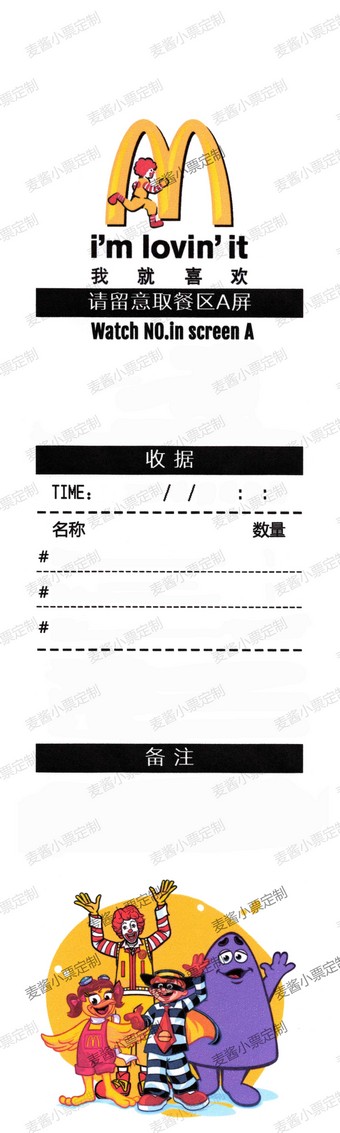 i'm lovin' it
我就喜欢
请留意取餐区A屏
Watch NO.in screen A
收据
TIME: / / : :
名称 数量
#
#
#
备注
麦酱小票定制